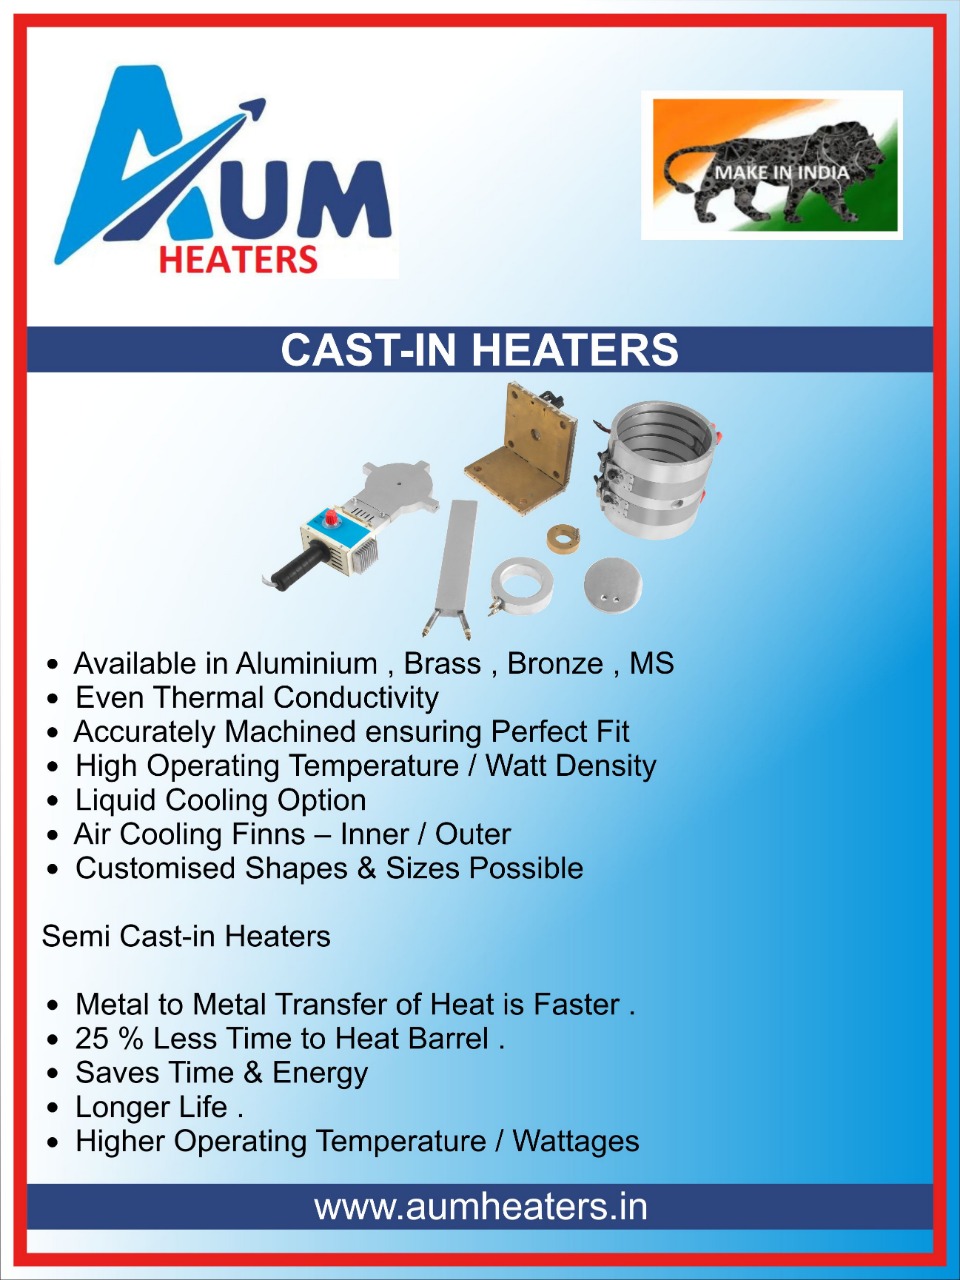 AUM
HEATERS
MAKE IN INDIA
CAST-IN HEATERS
• Available in Aluminium , Brass , Bronze , MS
• Even Thermal Conductivity
• Accurately Machined ensuring Perfect Fit
• High Operating Temperature / Watt Density
• Liquid Cooling Option
• Air Cooling Finns – Inner / Outer
• Customised Shapes & Sizes Possible
Semi Cast-in Heaters
• Metal to Metal Transfer of Heat is Faster .
• 25 % Less Time to Heat Barrel .
• Saves Time & Energy
• Longer Life .
• Higher Operating Temperature / Wattages
www.aumheaters.in